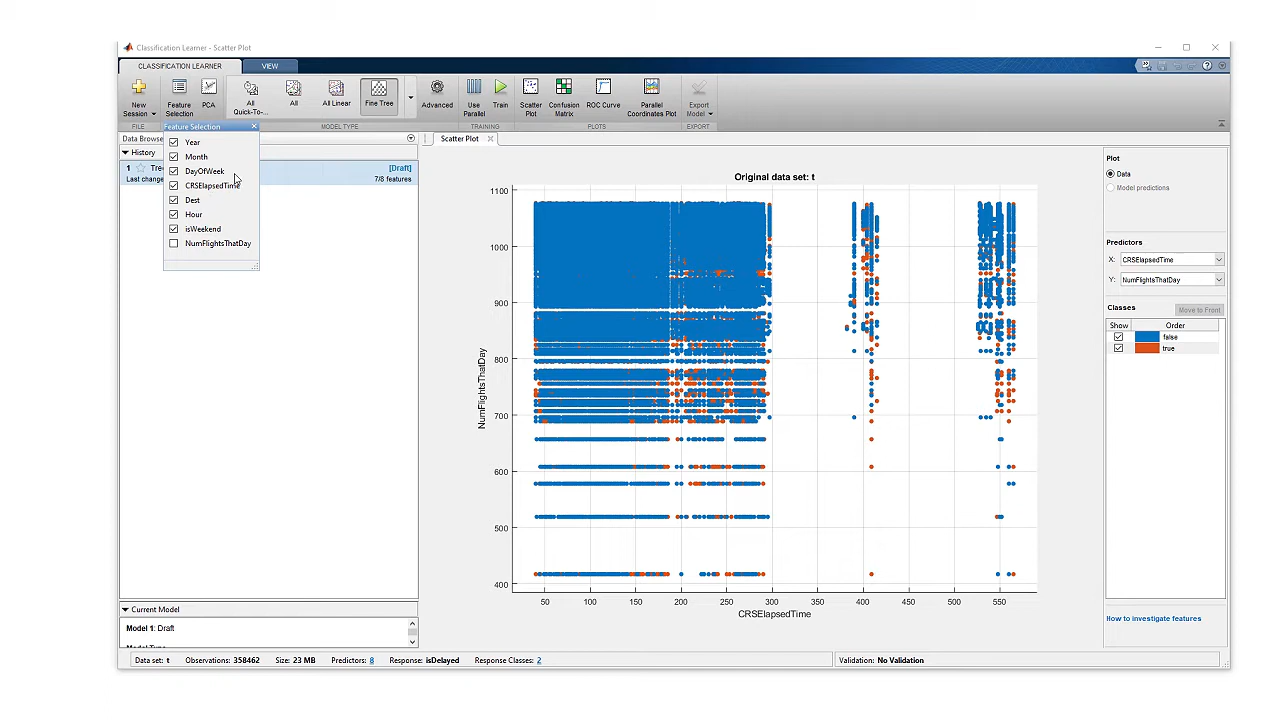 Classification Learner - Scatter Plot
CLASSIFICATION LEARNER
VIEW
New Session
Feature Selection
PCA
All Quick-To-...
All
All Linear
Fine Tree
Advanced
Use Parallel
Train
Scatter Plot
Confusion Matrix
ROC Curve
Parallel Coordinates Plot
Export Model
FILE
MODEL TYPE
TRAINING
PLOTS
EXPORT
Feature Selection
Year
Month
DayOfWeek
CRSElapsedTime
Dest
Hour
isWeekend
NumFlightsThatDay
Data Browse
History
1 Tre
[Draft]
Last change
7/8 features
Current Model
Model 1: Draft
Scatter Plot
Original data set: t
1100
1000
900
800
700
600
500
400
NumFlightsThatDay
50 100 150 200 250 300 350 400 450 500 550
CRSElapsedTime
Plot
Data
Model predictions
Predictors
X: CRSElapsedTime
Y: NumFlightsThatDay
Classes
Move to Front
Show Order
false
true
How to investigate features
Data set: t Observations: 358462 Size: 23 MB Predictors: 8 Response: isDelayed Response Classes: 2
Validation: No Validation